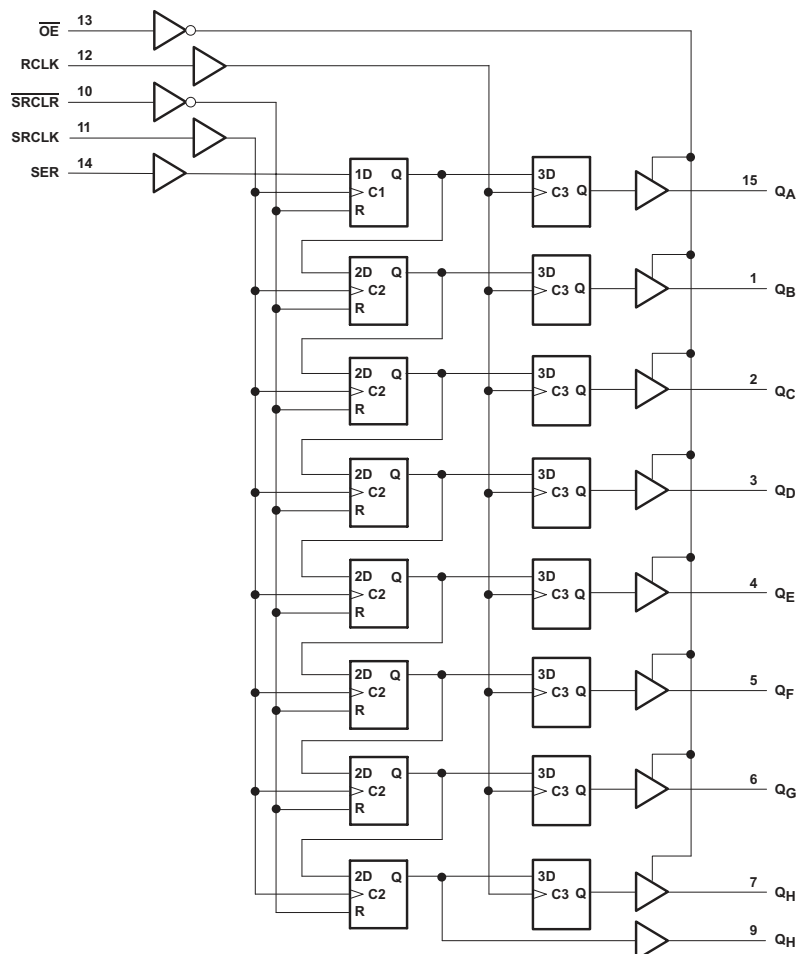 OE 13
RCLK 12
SRCLR 10
SRCLK 11
SER 14
1D Q
C1
R
3D
C3 Q
15 QA
2D Q
C2
R
3D
C3 Q
1 QB
2D Q
C2
R
3D
C3 Q
2 QC
2D Q
C2
R
3D
C3 Q
3 QD
2D Q
C2
R
3D
C3 Q
4 QE
2D Q
C2
R
3D
C3 Q
5 QF
2D Q
C2
R
3D
C3 Q
6 QG
2D Q
C2
R
3D
C3 Q
7 QH
9 QH